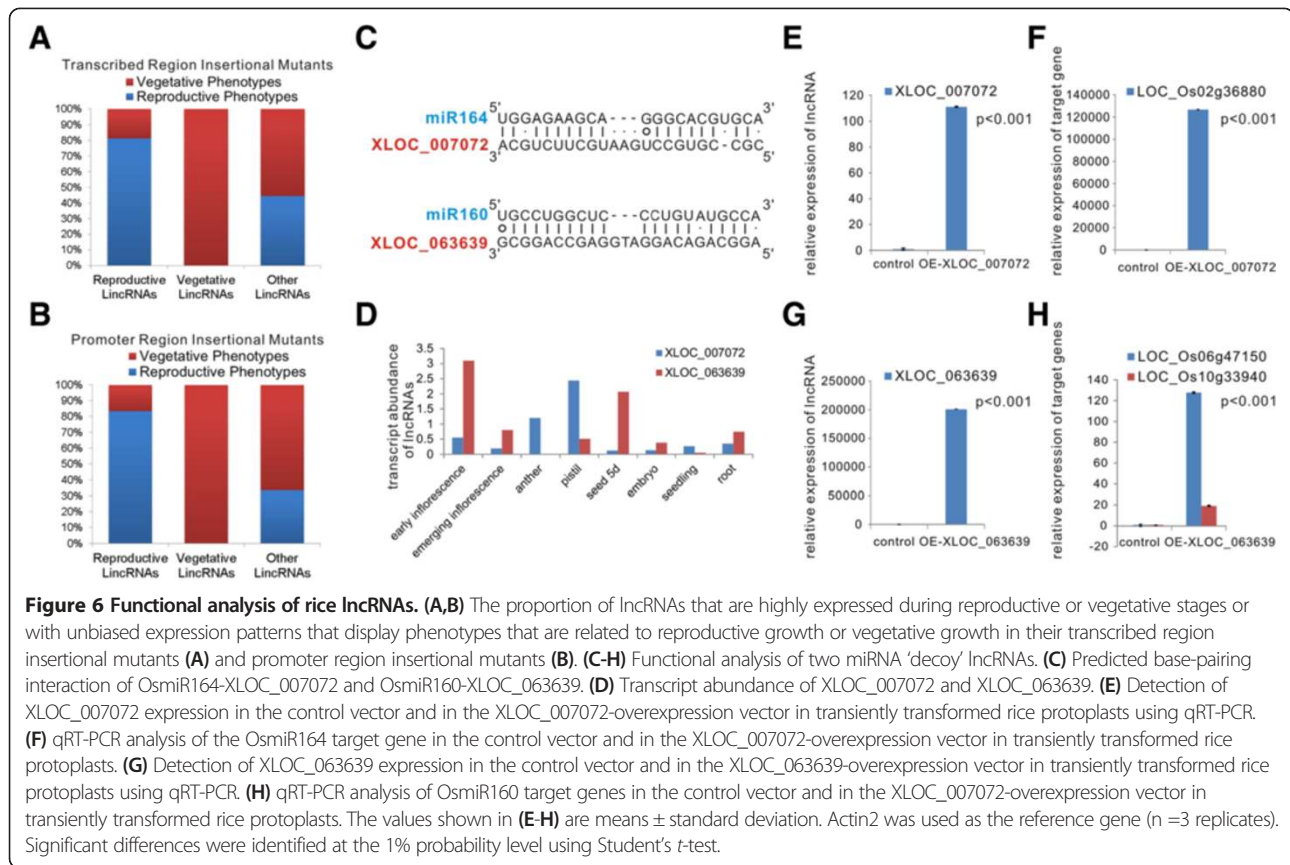 A
Transcribed Region Insertional Mutants
Vegetative Phenotypes
Reproductive Phenotypes
100%
90%
80%
70%
60%
50%
40%
30%
20%
10%
0%
Reproductive LincRNAs
Vegetative LincRNAs
Other LincRNAs
B
Promoter Region Insertional Mutants
Vegetative Phenotypes
Reproductive Phenotypes
100%
90%
80%
70%
60%
50%
40%
30%
20%
10%
0%
Reproductive LincRNAs
Vegetative LincRNAs
Other LincRNAs
C
5' 3'
miR164 UGGAGAAGCA - - - GGGCACGUGCA
XLOC_007072 ACGUCUUCGUAAGUCCGUGC - CGC
3' 5'
5' 3'
miR160 UGCCUGGCUC - - - CCUGUAUGCCA
XLOC_063639 GCGGACCGAGGTAGGACAGACGGA
3' 5'
D
XLOC_007072
XLOC_063639
transcript abundance of lncRNAs
3.5
3
2.5
2
1.5
1
0.5
0
early inflorescence
emerging inflorescence
anther
pistil
seed 5d
embryo
seedling
root
E
relative expression of lncRNA
XLOC_007072
p<0.001
120
100
80
60
40
20
0
control OE-XLOC_007072
F
relative expression of target gene
LOC_Os02g36880
p<0.001
140000
120000
100000
80000
60000
40000
20000
0
control OE-XLOC_007072
G
relative expression of lncRNA
XLOC_063639
p<0.001
250000
200000
150000
100000
50000
0
control OE-XLOC_063639
H
relative expression of target genes
LOC_Os06g47150
LOC_Os10g33940
p<0.001
140
120
100
80
60
40
20
0
-20
control OE-XLOC_063639
Figure 6 Functional analysis of rice lncRNAs. (A,B) The proportion of lncRNAs that are highly expressed during reproductive or vegetative stages or
with unbiased expression patterns that display phenotypes that are related to reproductive growth or vegetative growth in their transcribed region
insertional mutants (A) and promoter region insertional mutants (B). (C-H) Functional analysis of two miRNA 'decoy' lncRNAs. (C) Predicted base-pairing
interaction of OsmiR164-XLOC_007072 and OsmiR160-XLOC_063639. (D) Transcript abundance of XLOC_007072 and XLOC_063639. (E) Detection of
XLOC_007072 expression in the control vector and in the XLOC_007072-overexpression vector in transiently transformed rice protoplasts using qRT-PCR.
(F) qRT-PCR analysis of the OsmiR164 target gene in the control vector and in the XLOC_007072-overexpression vector in transiently transformed rice
protoplasts. (G) Detection of XLOC_063639 expression in the control vector and in the XLOC_063639-overexpression vector in transiently transformed rice
protoplasts using qRT-PCR. (H) qRT-PCR analysis of OsmiR160 target genes in the control vector and in the XLOC_007072-overexpression vector in
transiently transformed rice protoplasts. The values shown in (E-H) are means ± standard deviation. Actin2 was used as the reference gene (n =3 replicates).
Significant differences were identified at the 1% probability level using Student's t-test.